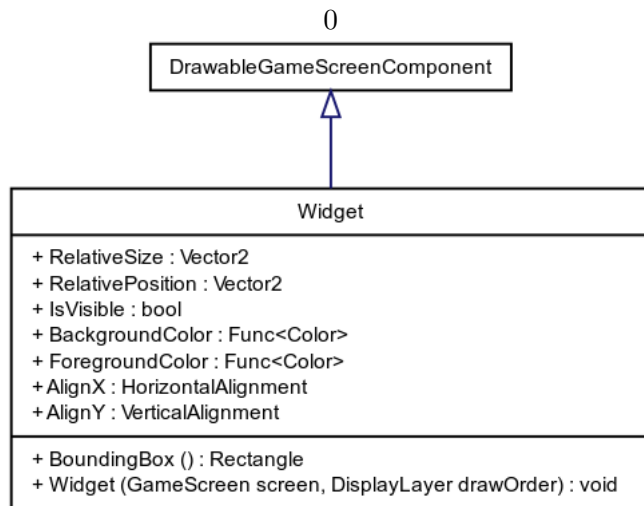 0
DrawableGameScreenComponent
Widget
+ RelativeSize : Vector2
+ RelativePosition : Vector2
+ IsVisible : bool
+ BackgroundColor : Func<Color>
+ ForegroundColor : Func<Color>
+ AlignX : HorizontalAlignment
+ AlignY : VerticalAlignment
+ BoundingBox () : Rectangle
+ Widget (GameScreen screen, DisplayLayer drawOrder) : void